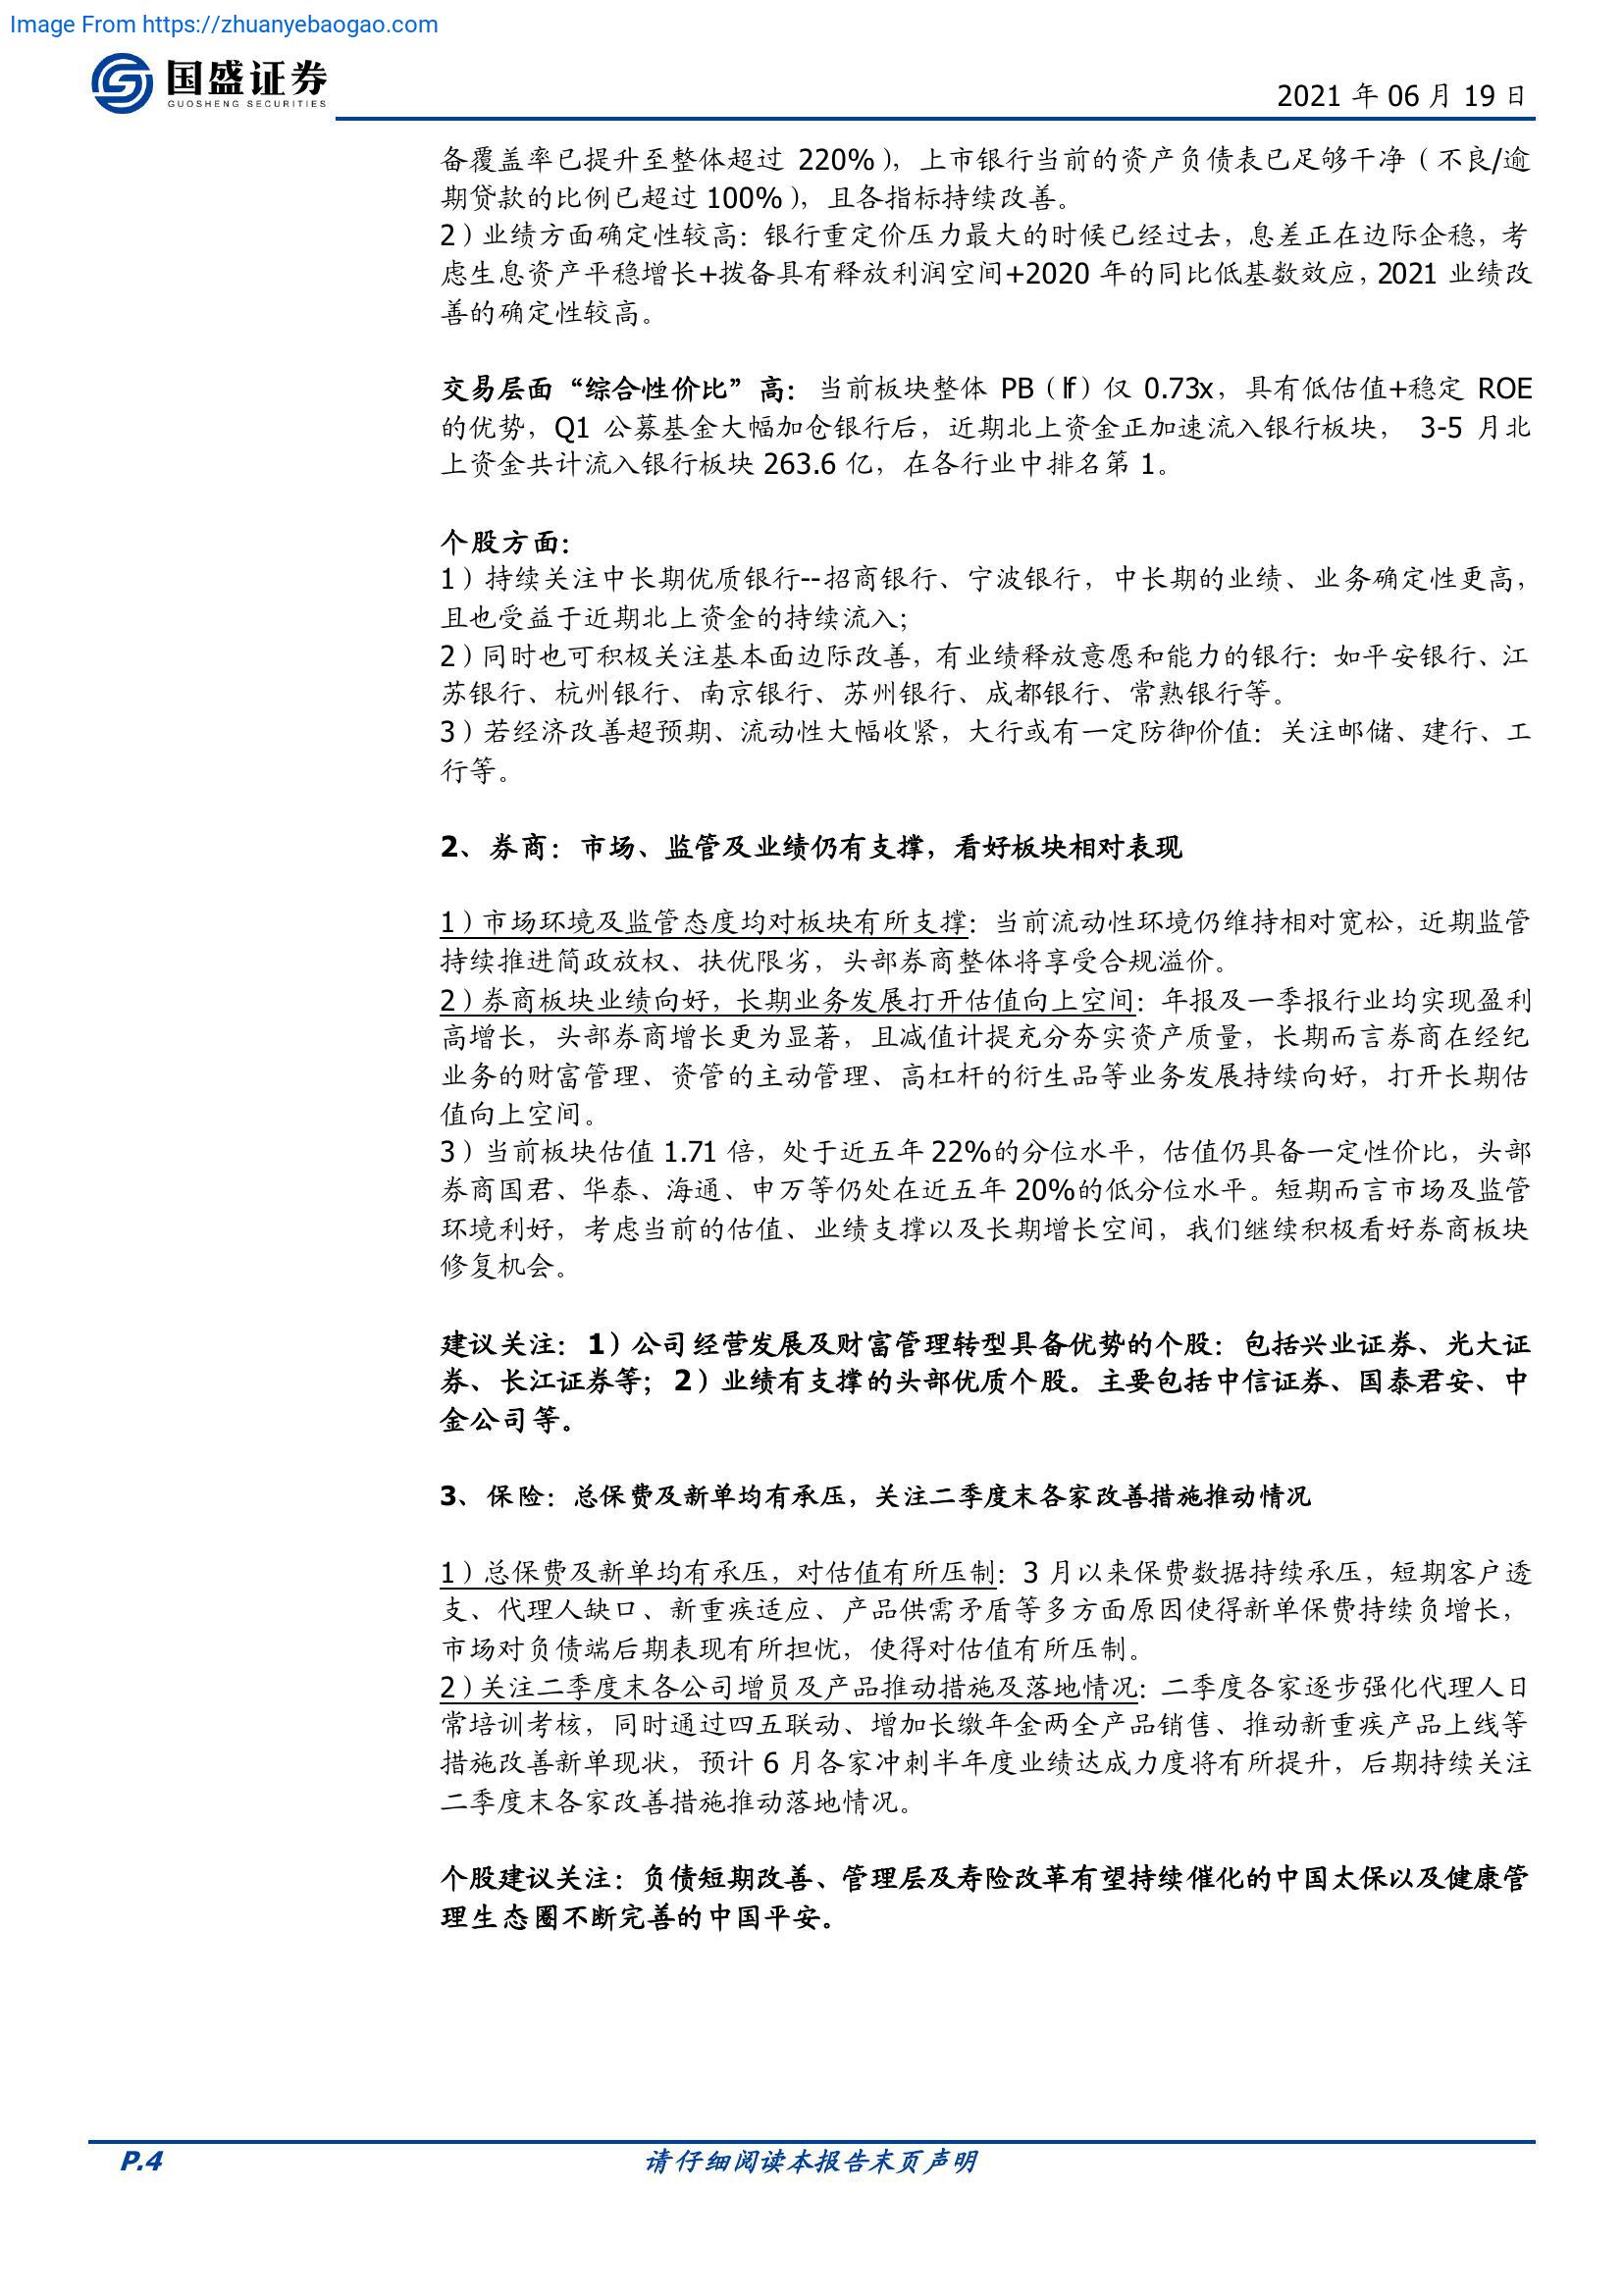 Image From https://zhuanyebaogao.com
国盛证券
GUOSHENG SECURITIES
2021 年 06 月 19 日
备覆盖率已提升至整体超过 220%），上市银行当前的资产负债表已足够干净（不良/逾
期贷款的比例已超过 100%），且各指标持续改善。
2）业绩方面确定性较高：银行重定价压力最大的时候已经过去，息差正在边际企稳，考
虑生息资产平稳增长+拨备具有释放利润空间+2020 年的同比低基数效应，2021 业绩改
善的确定性较高。
交易层面“综合性价比”高：当前板块整体 PB（lf）仅 0.73x，具有低估值+稳定 ROE
的优势，Q1 公募基金大幅加仓银行后，近期北上资金正加速流入银行板块， 3-5 月北
上资金共计流入银行板块 263.6 亿，在各行业中排名第 1。
个股方面：
1）持续关注中长期优质银行--招商银行、宁波银行，中长期的业绩、业务确定性更高，
且也受益于近期北上资金的持续流入；
2）同时也可积极关注基本面边际改善，有业绩释放意愿和能力的银行：如平安银行、江
苏银行、杭州银行、南京银行、苏州银行、成都银行、常熟银行等。
3）若经济改善超预期、流动性大幅收紧，大行或有一定防御价值：关注邮储、建行、工
行等。
2、券商：市场、监管及业绩仍有支撑，看好板块相对表现
1）市场环境及监管态度均对板块有所支撑：当前流动性环境仍维持相对宽松，近期监管
持续推进简政放权、扶优限劣，头部券商整体将享受合规溢价。
2）券商板块业绩向好，长期业务发展打开估值向上空间：年报及一季报行业均实现盈利
高增长，头部券商增长更为显著，且减值计提充分夯实资产质量，长期而言券商在经纪
业务的财富管理、资管的主动管理、高杠杆的衍生品等业务发展持续向好，打开长期估
值向上空间。
3）当前板块估值 1.71 倍，处于近五年 22%的分位水平，估值仍具备一定性价比，头部
券商国君、华泰、海通、申万等仍处在近五年 20%的低分位水平。短期而言市场及监管
环境利好，考虑当前的估值、业绩支撑以及长期增长空间，我们继续积极看好券商板块
修复机会。
建议关注：1）公司经营发展及财富管理转型具备优势的个股：包括兴业证券、光大证
券、长江证券等；2）业绩有支撑的头部优质个股。主要包括中信证券、国泰君安、中
金公司等。
3、保险：总保费及新单均有承压，关注二季度末各家改善措施推动情况
1）总保费及新单均有承压，对估值有所压制：3 月以来保费数据持续承压，短期客户透
支、代理人缺口、新重疾适应、产品供需矛盾等多方面原因使得新单保费持续负增长，
市场对负债端后期表现有所担忧，使得对估值有所压制。
2）关注二季度末各公司增员及产品推动措施及落地情况：二季度各家逐步强化代理人日
常培训考核，同时通过四五联动、增加长缴年金两全产品销售、推动新重疾产品上线等
措施改善新单现状，预计 6 月各家冲刺半年度业绩达成力度将有所提升，后期持续关注
二季度末各家改善措施推动落地情况。
个股建议关注：负债短期改善、管理层及寿险改革有望持续催化的中国太保以及健康管
理生态圈不断完善的中国平安。
P.4
请仔细阅读本报告末页声明